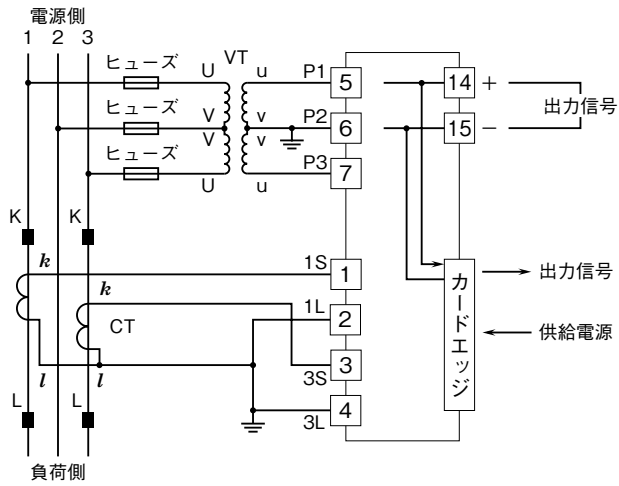 電源側
1 2 3
ヒューズ
VT
U u P1 5 14 +
出力信号
ヒューズ
V v P2 6 15 −
V v
ヒューズ
U u P3 7
K K
k 1S 1
k
カードエッジ
出力信号
1L 2
CT
供給電源
l l 3S 3
L L 3L 4
負荷側